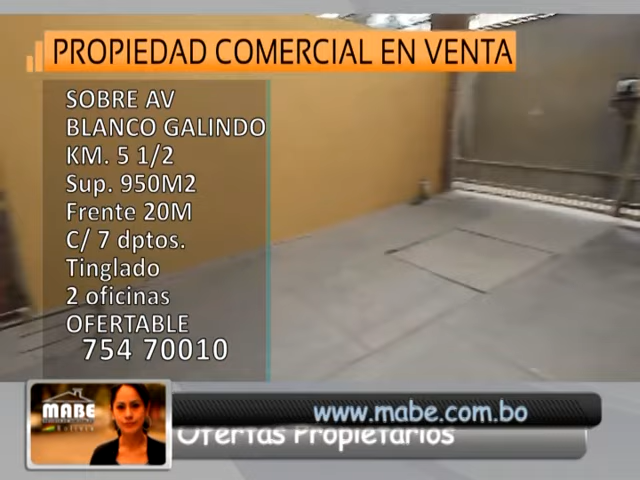 PROPIEDAD COMERCIAL EN VENTA
SOBRE AV
BLANCO GALINDO
KM. 5 1/2
Sup. 950M2
Frente 20M
C/ 7 dptos.
Tinglado
2 oficinas
OFERTABLE
754 70010
MABE
Bolivia
www.mabe.com.bo
Ofertas Propietarios